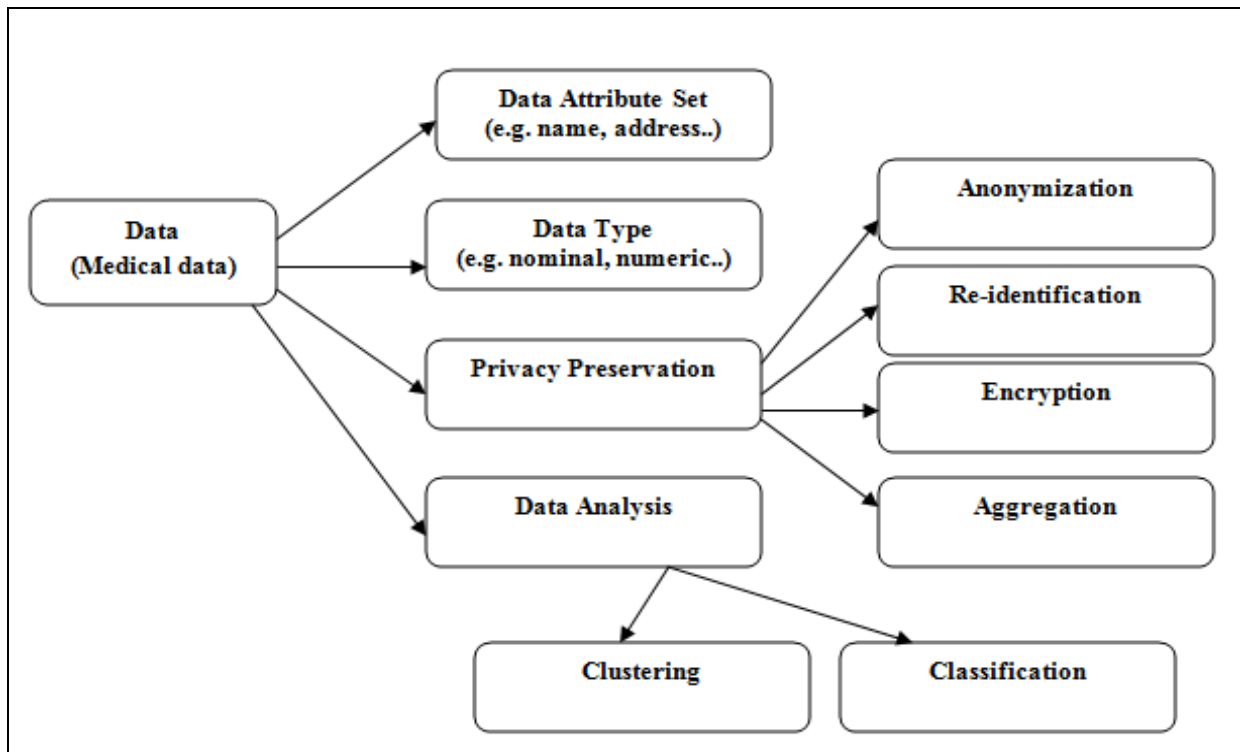 Data Attribute Set
(e.g. name, address..)
Anonymization
Data
(Medical data)
Data Type
(e.g. nominal, numeric..)
Re-identification
Privacy Preservation
Encryption
Data Analysis
Aggregation
Clustering
Classification